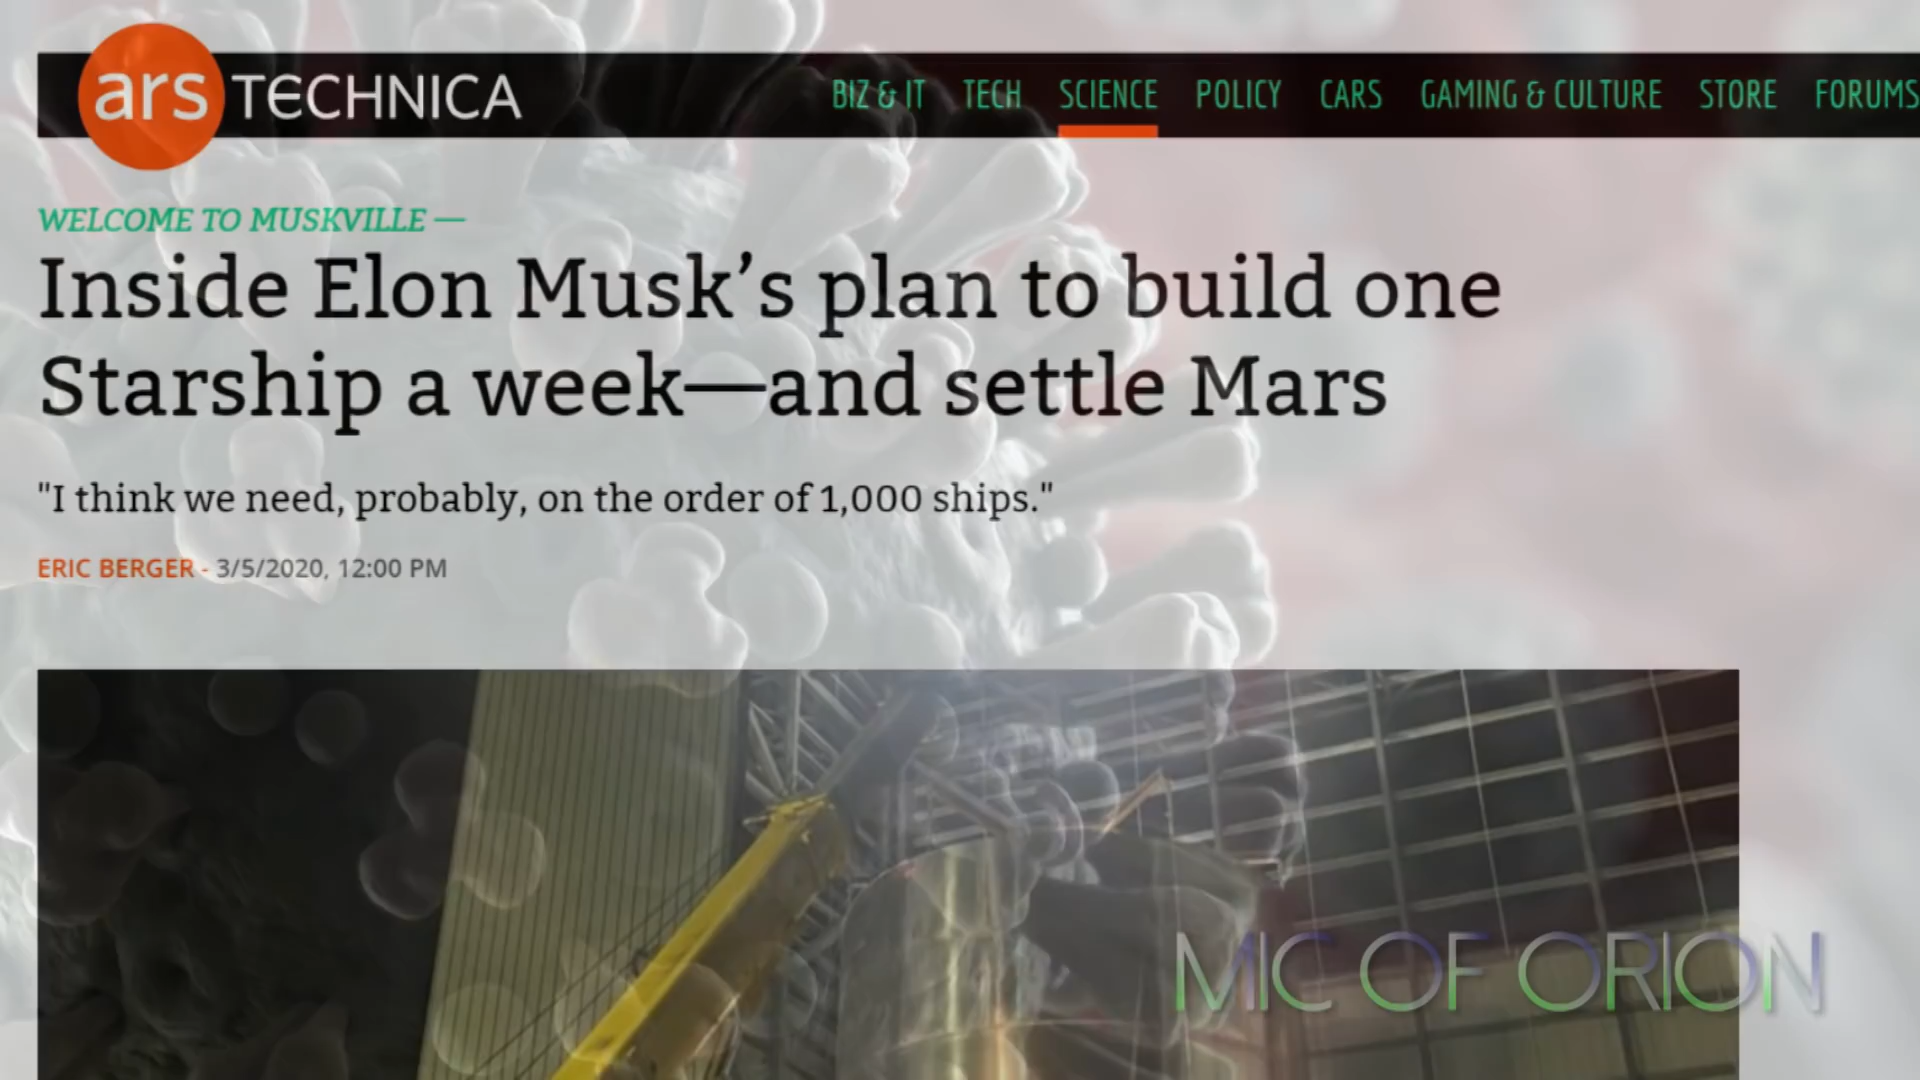 ars TECHNICA
BIZ & IT TECH SCIENCE POLICY CARS GAMING & CULTURE STORE FORUMS
WELCOME TO MUSKVILLE —
Inside Elon Musk’s plan to build one
Starship a week—and settle Mars
"I think we need, probably, on the order of 1,000 ships."
ERIC BERGER - 3/5/2020, 12:00 PM
MIC OF ORION